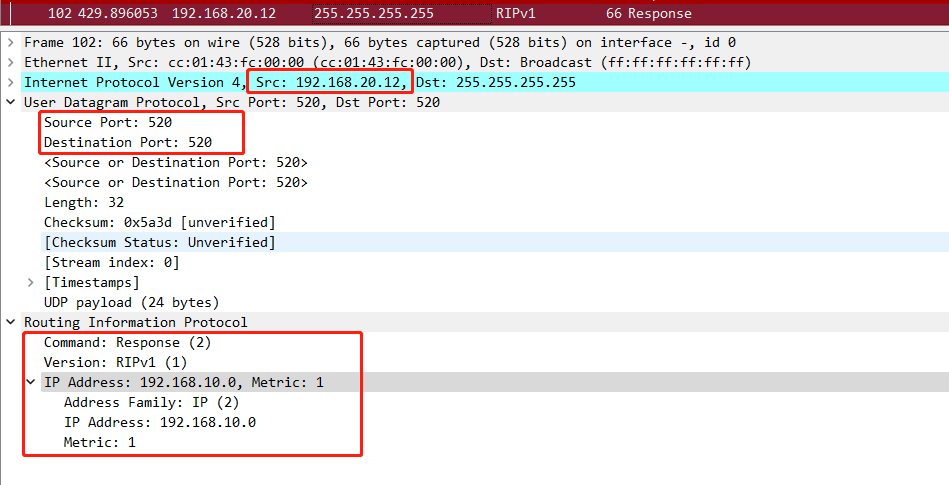 102 429.896053 192.168.20.12 255.255.255.255 RIPv1 66 Response
Frame 102: 66 bytes on wire (528 bits), 66 bytes captured (528 bits) on interface -, id 0
Ethernet II, Src: cc:01:43:fc:00:00 (cc:01:43:fc:00:00), Dst: Broadcast (ff:ff:ff:ff:ff:ff)
Internet Protocol Version 4, Src: 192.168.20.12, Dst: 255.255.255.255
User Datagram Protocol, Src Port: 520, Dst Port: 520
Source Port: 520
Destination Port: 520
<Source or Destination Port: 520>
<Source or Destination Port: 520>
Length: 32
Checksum: 0x5a3d [unverified]
[Checksum Status: Unverified]
[Stream index: 0]
[Timestamps]
UDP payload (24 bytes)
Routing Information Protocol
Command: Response (2)
Version: RIPv1 (1)
IP Address: 192.168.10.0, Metric: 1
Address Family: IP (2)
IP Address: 192.168.10.0
Metric: 1